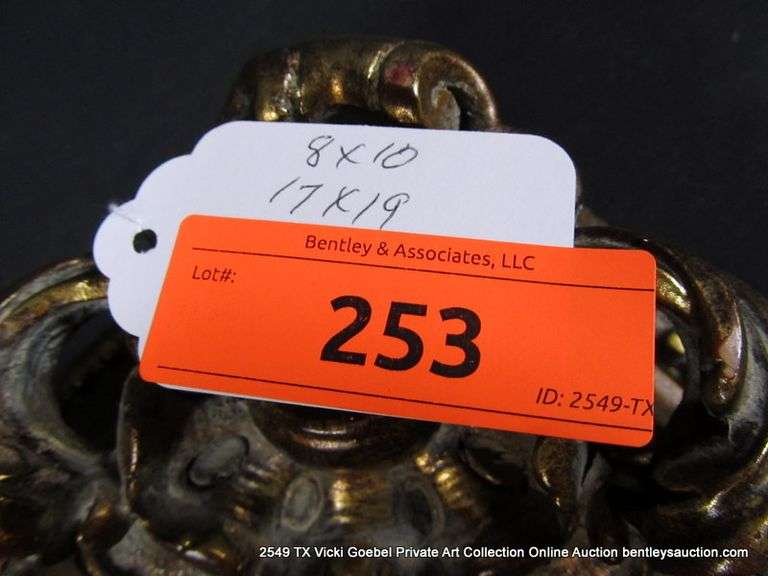 8x10
17x19
Bentley & Associates, LLC
Lot#:
253
ID: 2549-TX
2549 TX Vicki Goebel Private Art Collection Online Auction bentleysauction.com